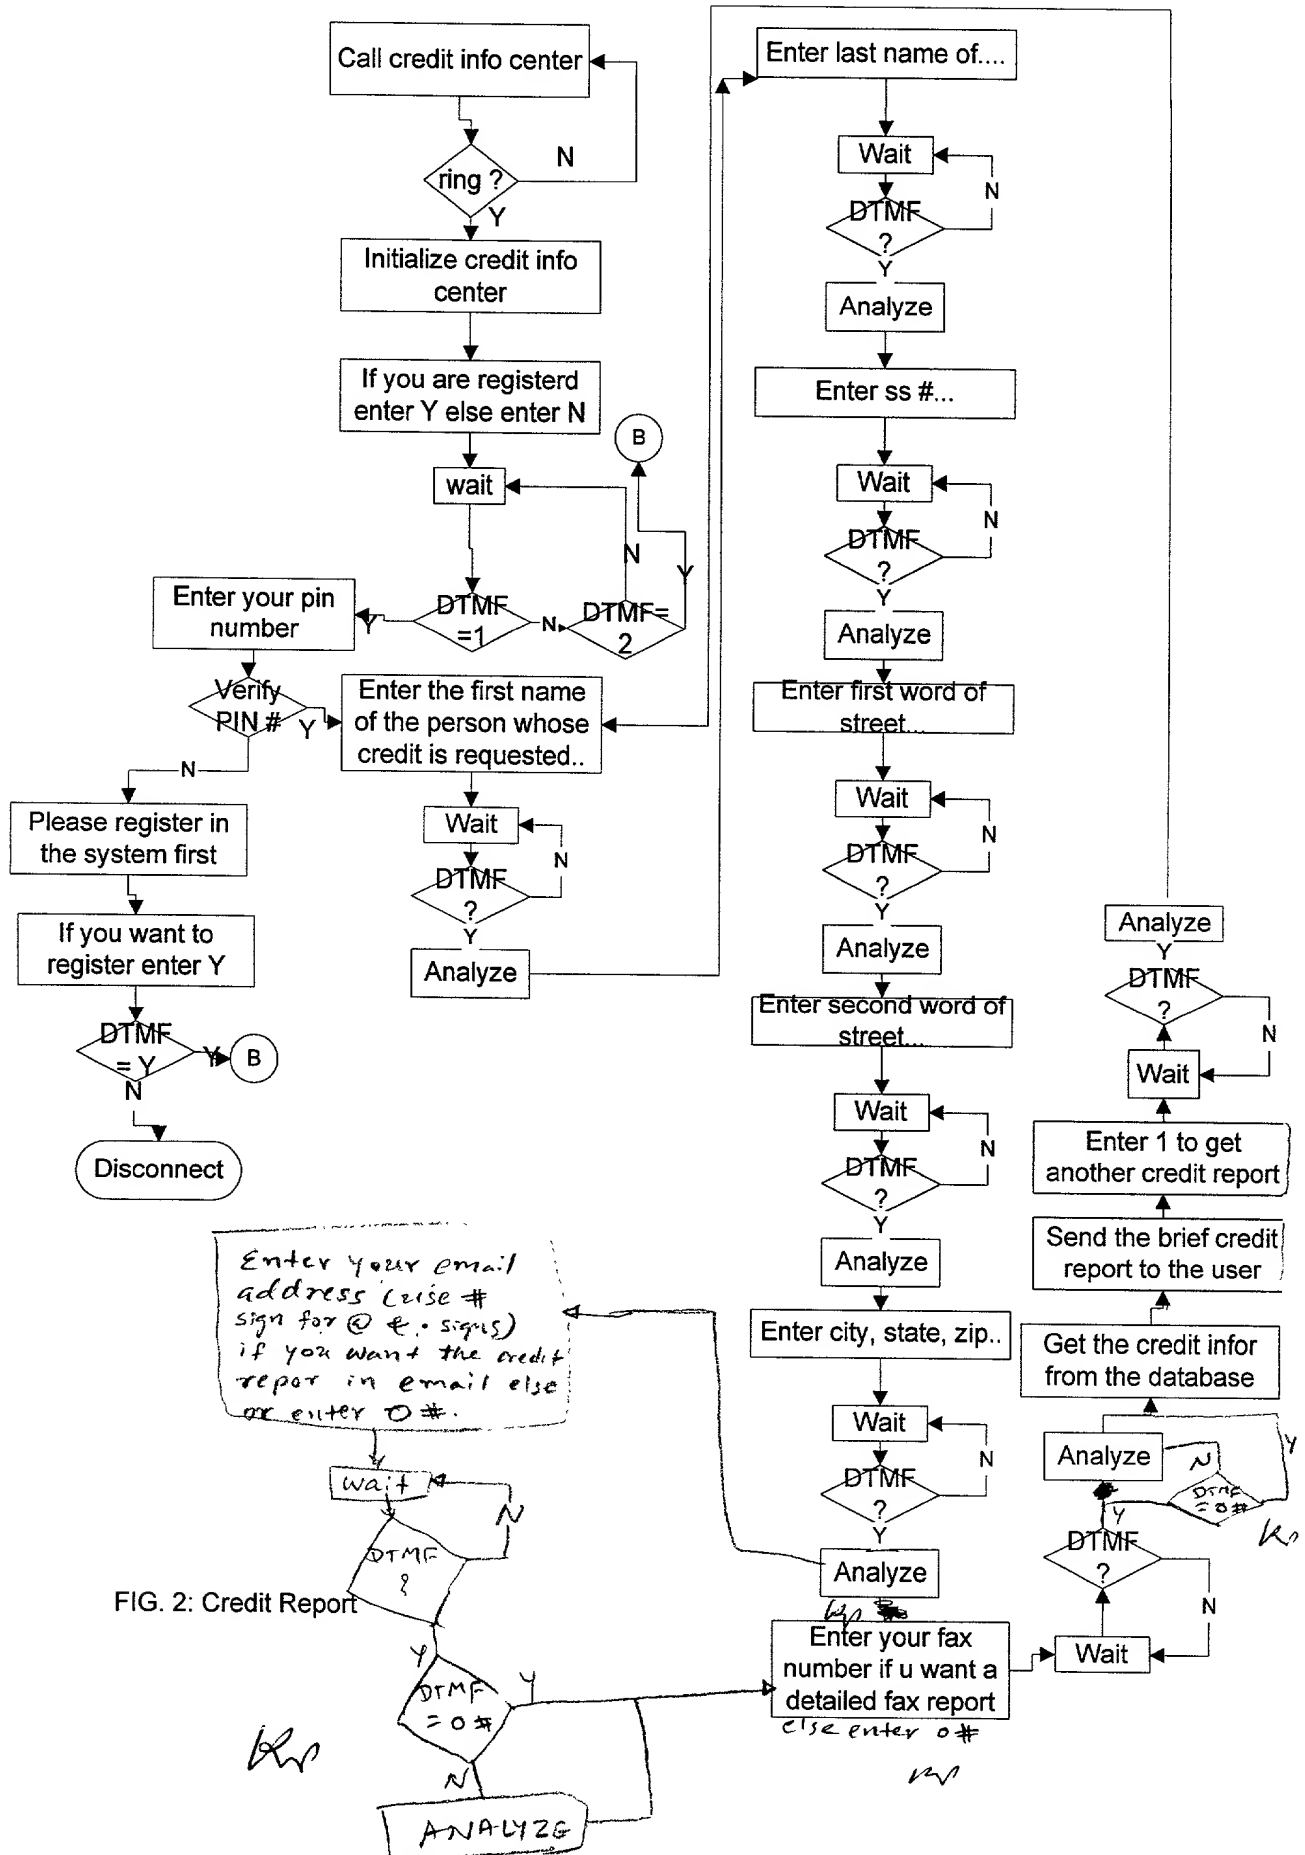 Call credit info center
N
ring ?
Y
Initialize credit info
center
If you are registerd
enter Y else enter N
B
wait
N
Y
DTMF
=1
N
DTMF=
2
Y
Enter your pin
number
Verify
PIN #
Y
N
Please register in
the system first
If you want to
register enter Y
DTMF
= Y
Y
B
N
Disconnect
Enter the first name
of the person whose
credit is requested..
Wait
N
DTMF
?
Y
Analyze
Enter last name of....
Wait
N
DTMF
?
Y
Analyze
Enter ss #...
Wait
N
DTMF
?
Y
Analyze
Enter first word of
street...
Wait
N
DTMF
?
Y
Analyze
Enter second word of
street...
Wait
N
DTMF
?
Y
Analyze
Enter city, state, zip..
Wait
N
DTMF
?
Y
Analyze
Enter your email
address (use #
sign for @ & . signs)
if you want the credit
repor in email else
or enter 0 #.
wait
N
DTMF
?
Y
DTMF
= 0 #
Y
N
ANALYZE
Enter your fax
number if u want a
detailed fax report
else enter 0 #
Wait
N
DTMF
?
Y
DTMF
= 0 #
N
Y
Analyze
Get the credit infor
from the database
Send the brief credit
report to the user
Enter 1 to get
another credit report
Wait
N
DTMF
?
Y
Analyze
FIG. 2: Credit Report